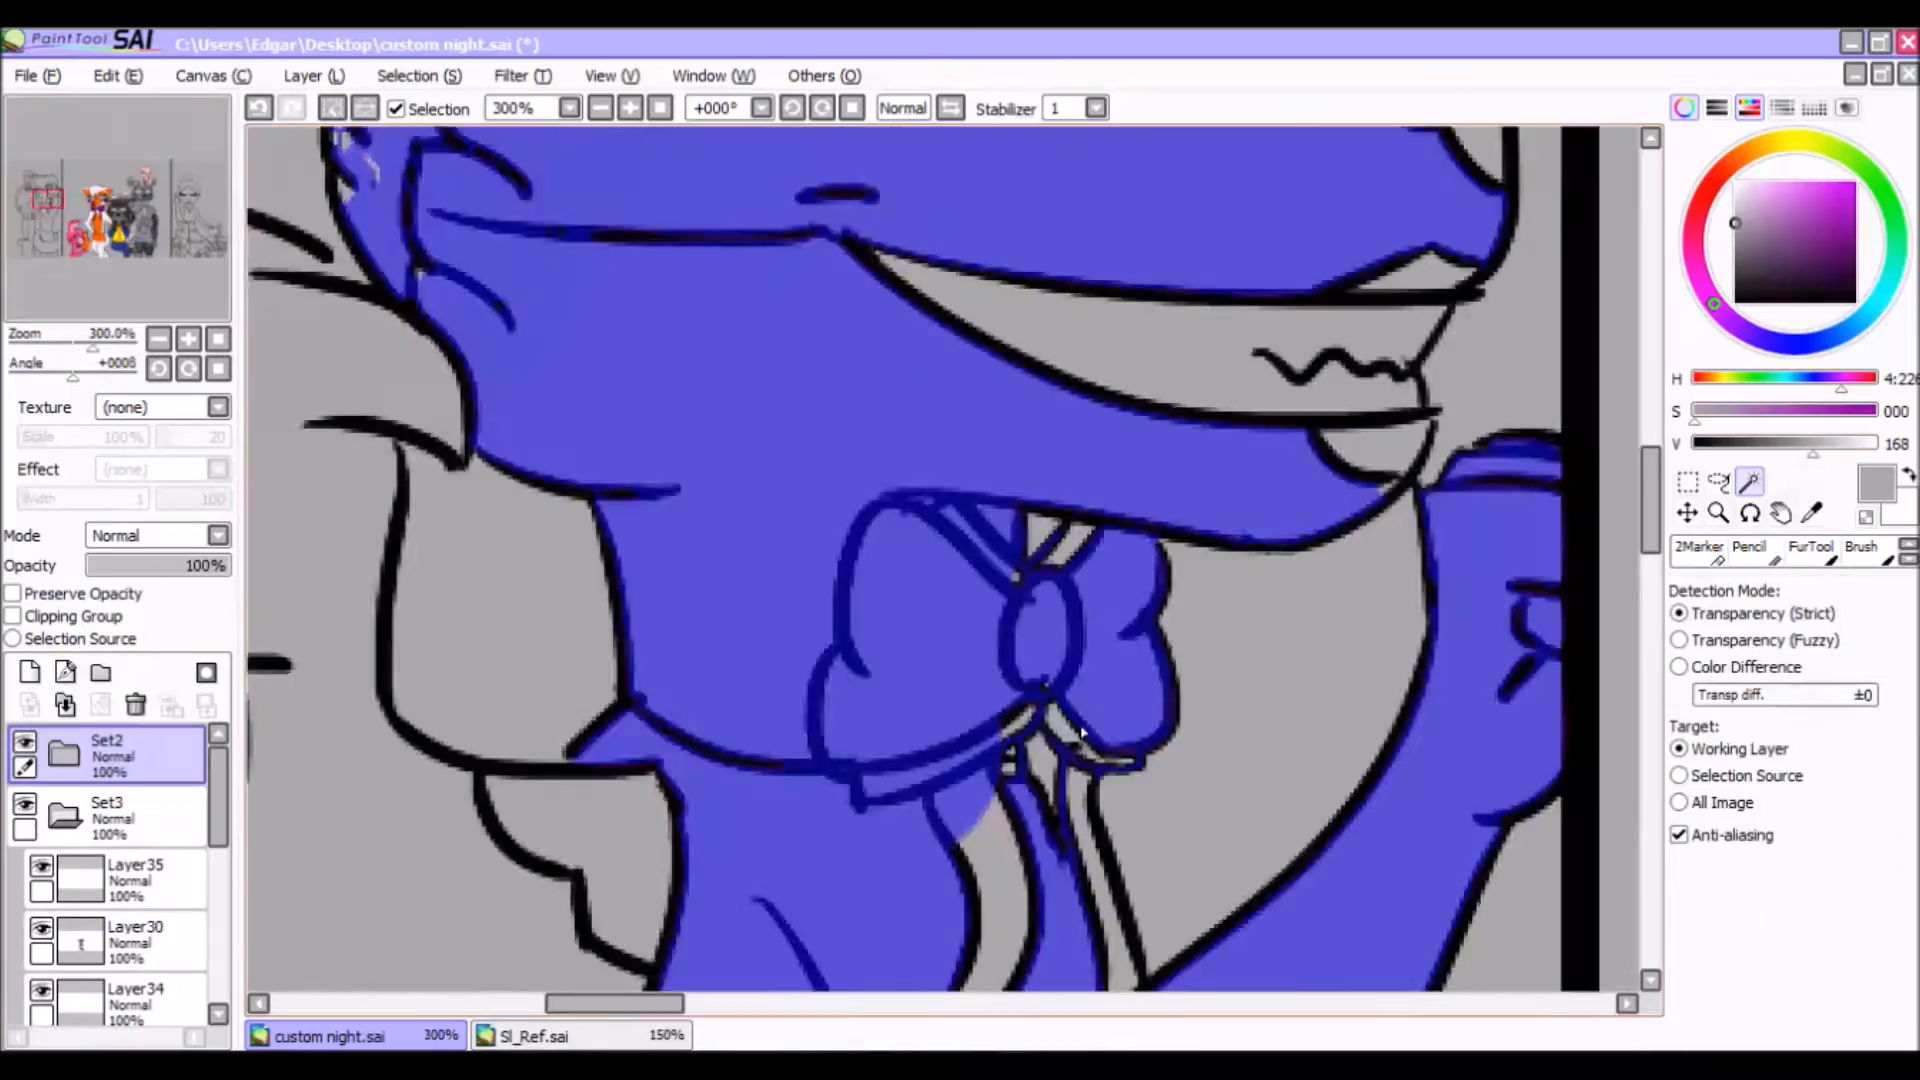 PaintTool SAI C:\Users\Edgar\Desktop\custom night.sai (*)
File (F) Edit (E) Canvas (C) Layer (L) Selection (S) Filter (T) View (V) Window (W) Others (O)
Selection 300% +000° Normal Stabilizer 1
Zoom 300.0%
Angle +000ß
Texture (none)
Scale 100% 20
Effect (none)
Width 1 100
Mode Normal
Opacity 100%
Preserve Opacity
Clipping Group
Selection Source
Set2
Normal
100%
Set3
Normal
100%
Layer35
Normal
100%
Layer30
Normal
100%
Layer34
Normal
100%
H 4:226
S 000
V 168
2Marker Pencil FurTool Brush
Detection Mode:
Transparency (Strict)
Transparency (Fuzzy)
Color Difference
Transp diff. ±0
Target:
Working Layer
Selection Source
All Image
Anti-aliasing
custom night.sai 300% Sl_Ref.sai 150%